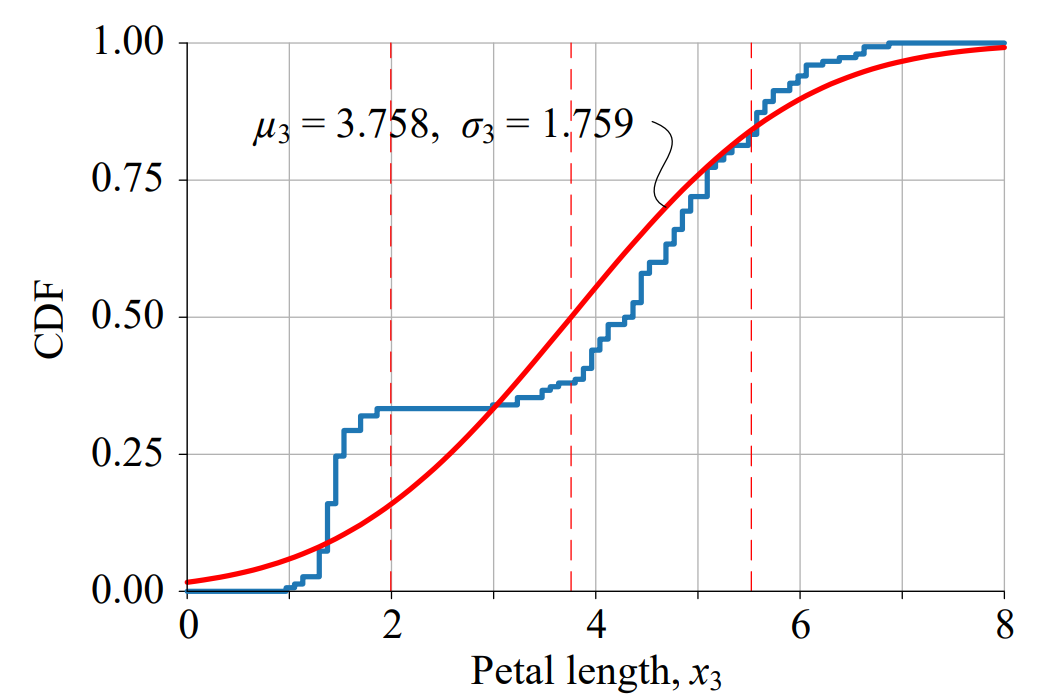 1.00
μ3 = 3.758, σ3 = 1.759
0.75
CDF
0.50
0.25
0.00
0 2 4 6 8
Petal length, x3